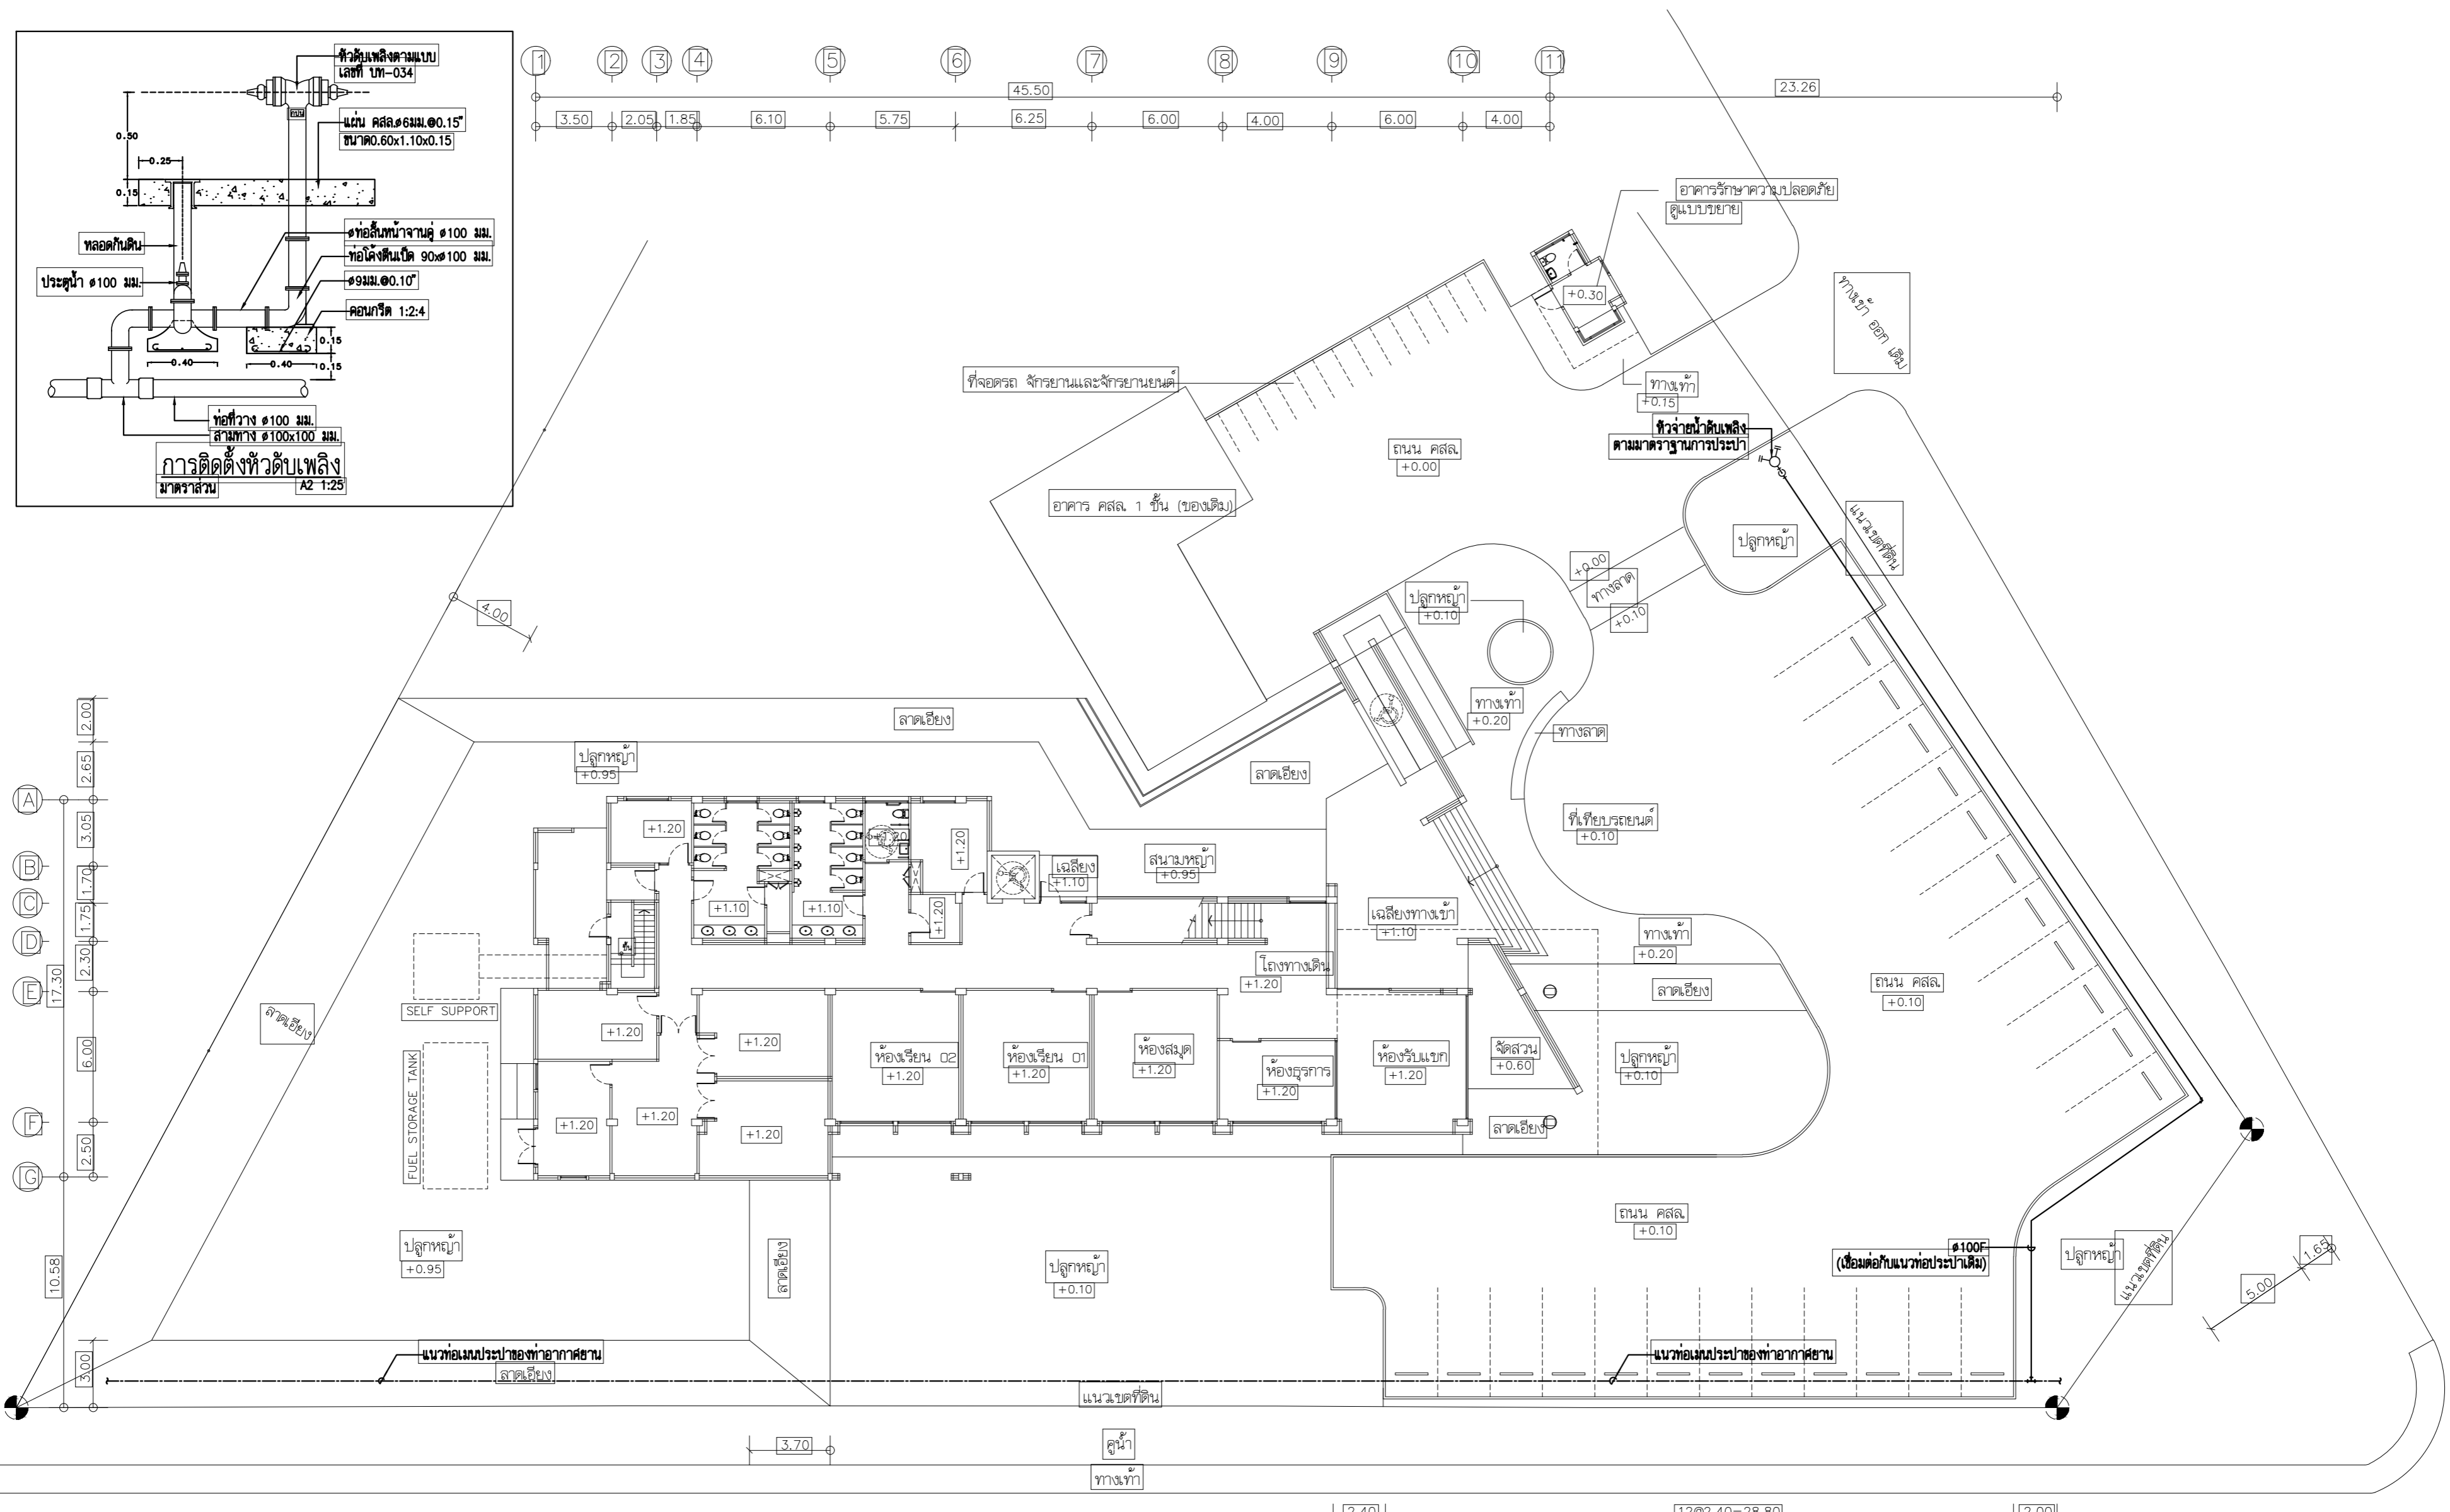 หัวดับเพลิงตามแบบ
เลขที่ บท-034
ถนน
แผ่น คสล.ø6มม.@0.15"
ขนาด0.60x1.10x0.15
0.50
0.25
0.15
øท่อสั้นหน้าจานคู่ ø100 มม.
หลอดกันดิน
ท่อโค้งตีนเป็ด 90xø100 มม.
ประตูน้ำ ø100 มม.
ø9มม.@0.10"
คอนกรีต 1:2:4
0.15
0.40
0.40
0.15
ท่อที่วาง ø100 มม.
สามทาง ø100x100 มม.
การติดตั้งหัวดับเพลิง
มาตราส่วน A2 1:25
1 2 3 4 5 6 7 8 9 10 11
45.50
23.26
3.50 2.05 1.85 6.10 5.75 6.25 6.00 4.00 6.00 4.00
อาคารรักษาความปลอดภัย
ดูแบบขยาย
+0.30
ทางเข้า ออก เดิม
ที่จอดรถ จักรยานและจักรยานยนต์
ทางเท้า
+0.15
หัวจ่ายน้ำดับเพลิง
ตามมาตราฐานการประปา
ถนน คสล.
+0.00
อาคาร คสล. 1 ชั้น (ของเดิม)
ปลูกหญ้า
แนวเขตที่ดิน
+0.00
ทางลาด
+0.10
ปลูกหญ้า
+0.10
4.00
ทางเท้า
+0.20
ทางลาด
ลาดเอียง
ลาดเอียง
ปลูกหญ้า
+0.95
2.00
2.65
3.05
1.70
1.75
2.30
17.30
6.00
2.50
10.58
3.00
A
B
C
D
E
F
G
ที่เทียบรถยนต์
+0.10
+1.20
+1.20
+1.20
เฉลียง
+1.10
สนามหญ้า
+0.95
+1.10
+1.10
+1.20
เฉลียงทางเข้า
+1.10
ขึ้น
ทางเท้า
+0.20
โถงทางเดิน
+1.20
ลาดเอียง
ถนน คสล.
+0.10
SELF SUPPORT
ลาดเอียง
+1.20
+1.20
ห้องเรียน 02
+1.20
ห้องเรียน 01
+1.20
ห้องสมุด
+1.20
ห้องธุรการ
+1.20
ห้องรับแขก
+1.20
จัดสวน
+0.60
ปลูกหญ้า
+0.10
FUEL STORAGE TANK
+1.20
+1.20
+1.20
ลาดเอียง
ปลูกหญ้า
+0.95
ลาดเอียง
ปลูกหญ้า
+0.10
ถนน คสล.
+0.10
ø100F
(เชื่อมต่อกับแนวท่อประปาเดิม)
ปลูกหญ้า
แนวเขตที่ดิน
1.65
5.00
แนวท่อเมนประปาของท่าอากาศยาน
ลาดเอียง
แนวท่อเมนประปาของท่าอากาศยาน
แนวเขตที่ดิน
3.70
คูน้ำ
ทางเท้า
2.40
12@2.40=28.80
2.00